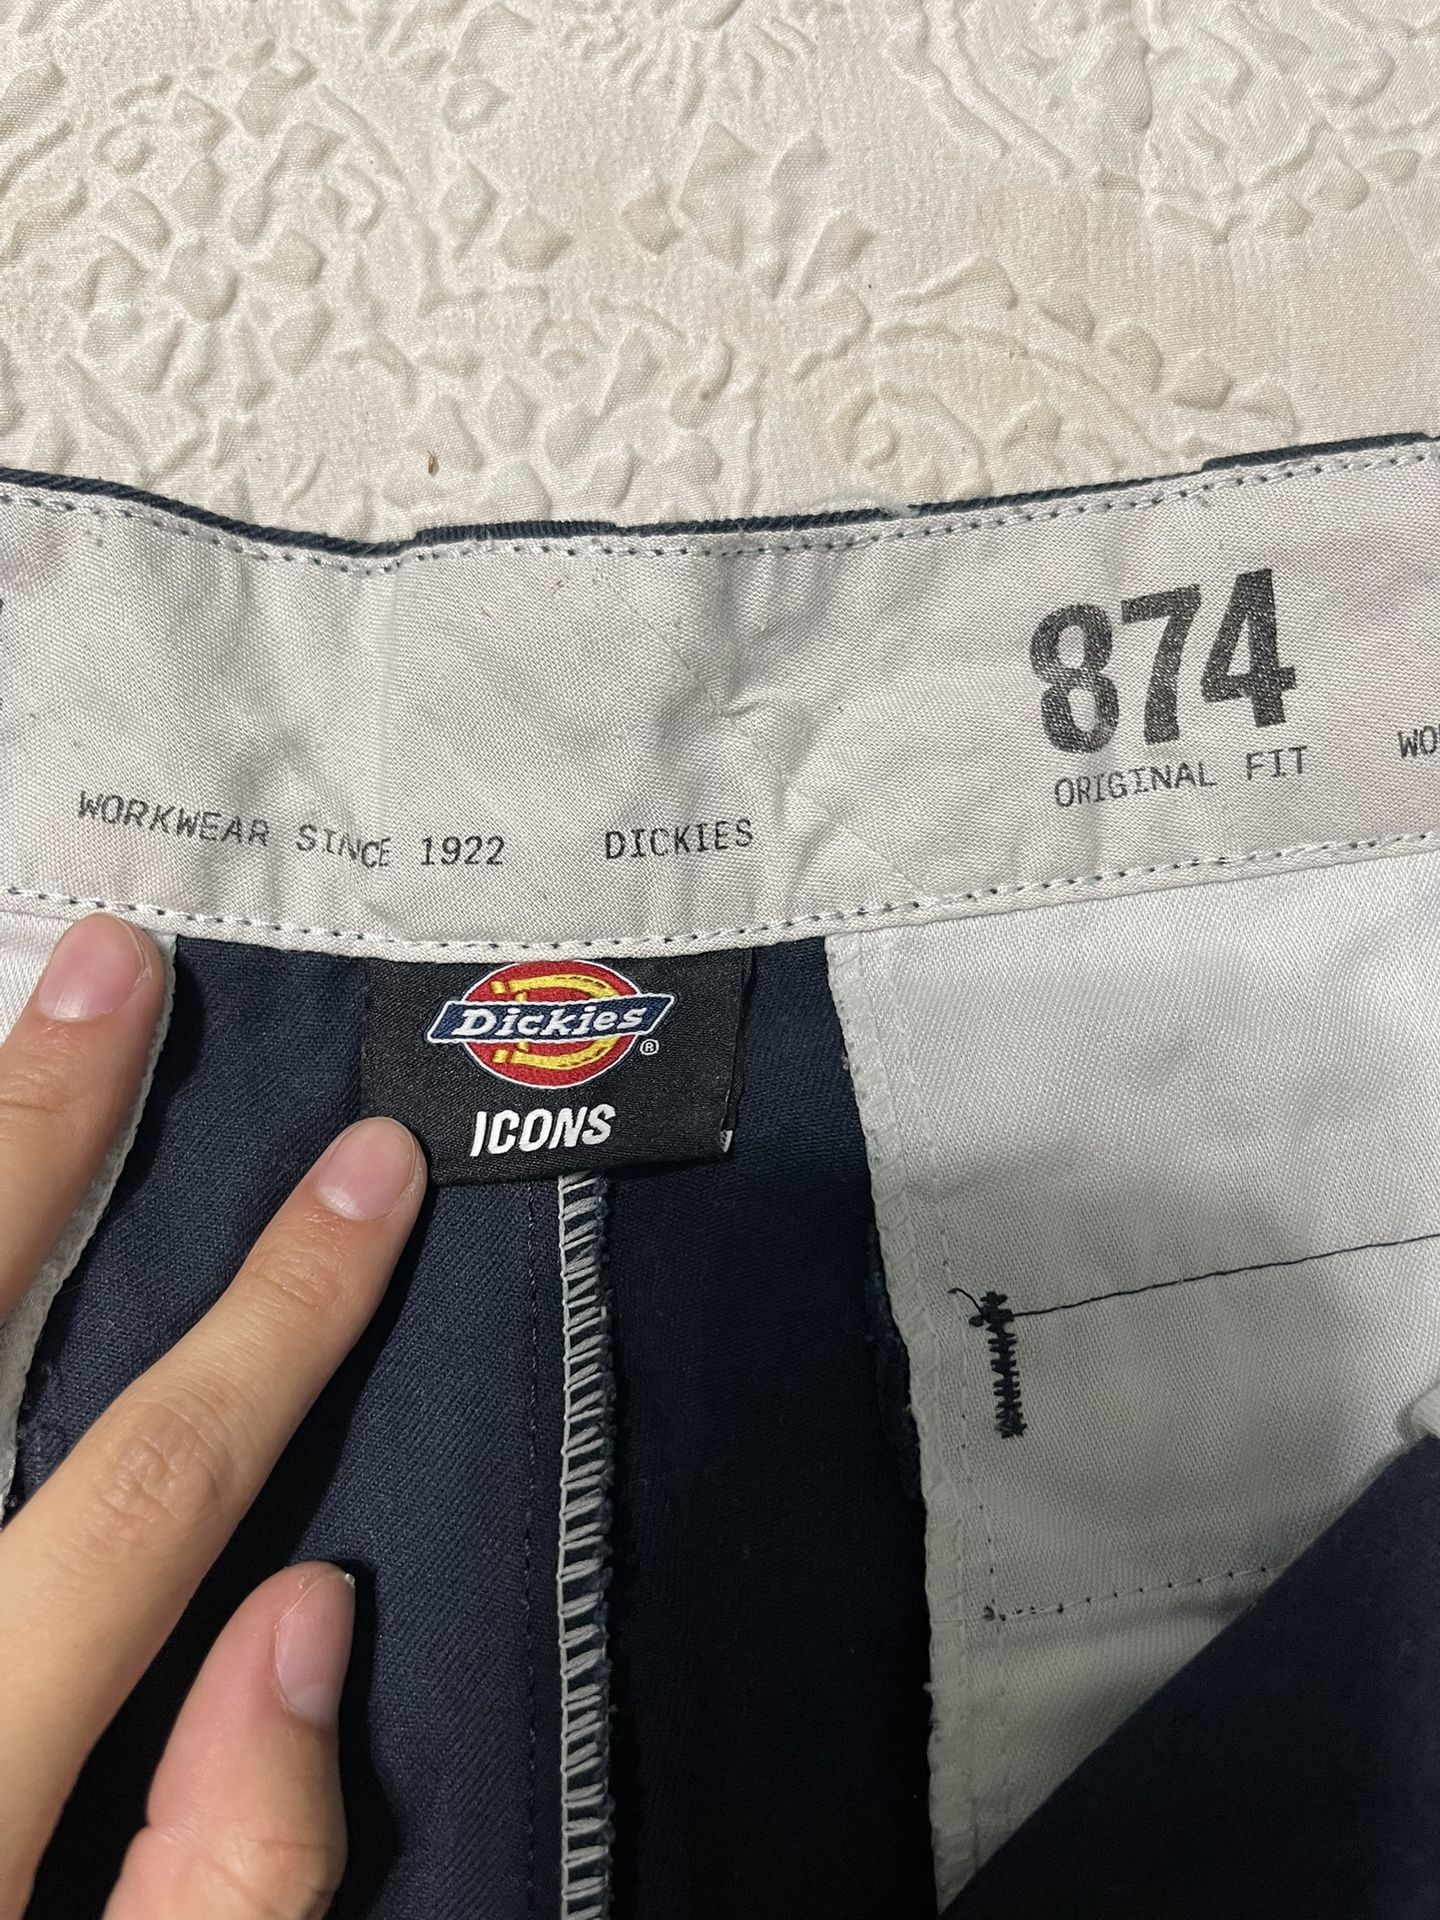 874
ORIGINAL FIT
WORKWEAR SINCE 1922 DICKIES
Dickies®
ICONS